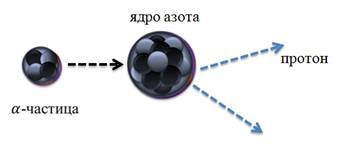 ядро азота
протон
α-частица